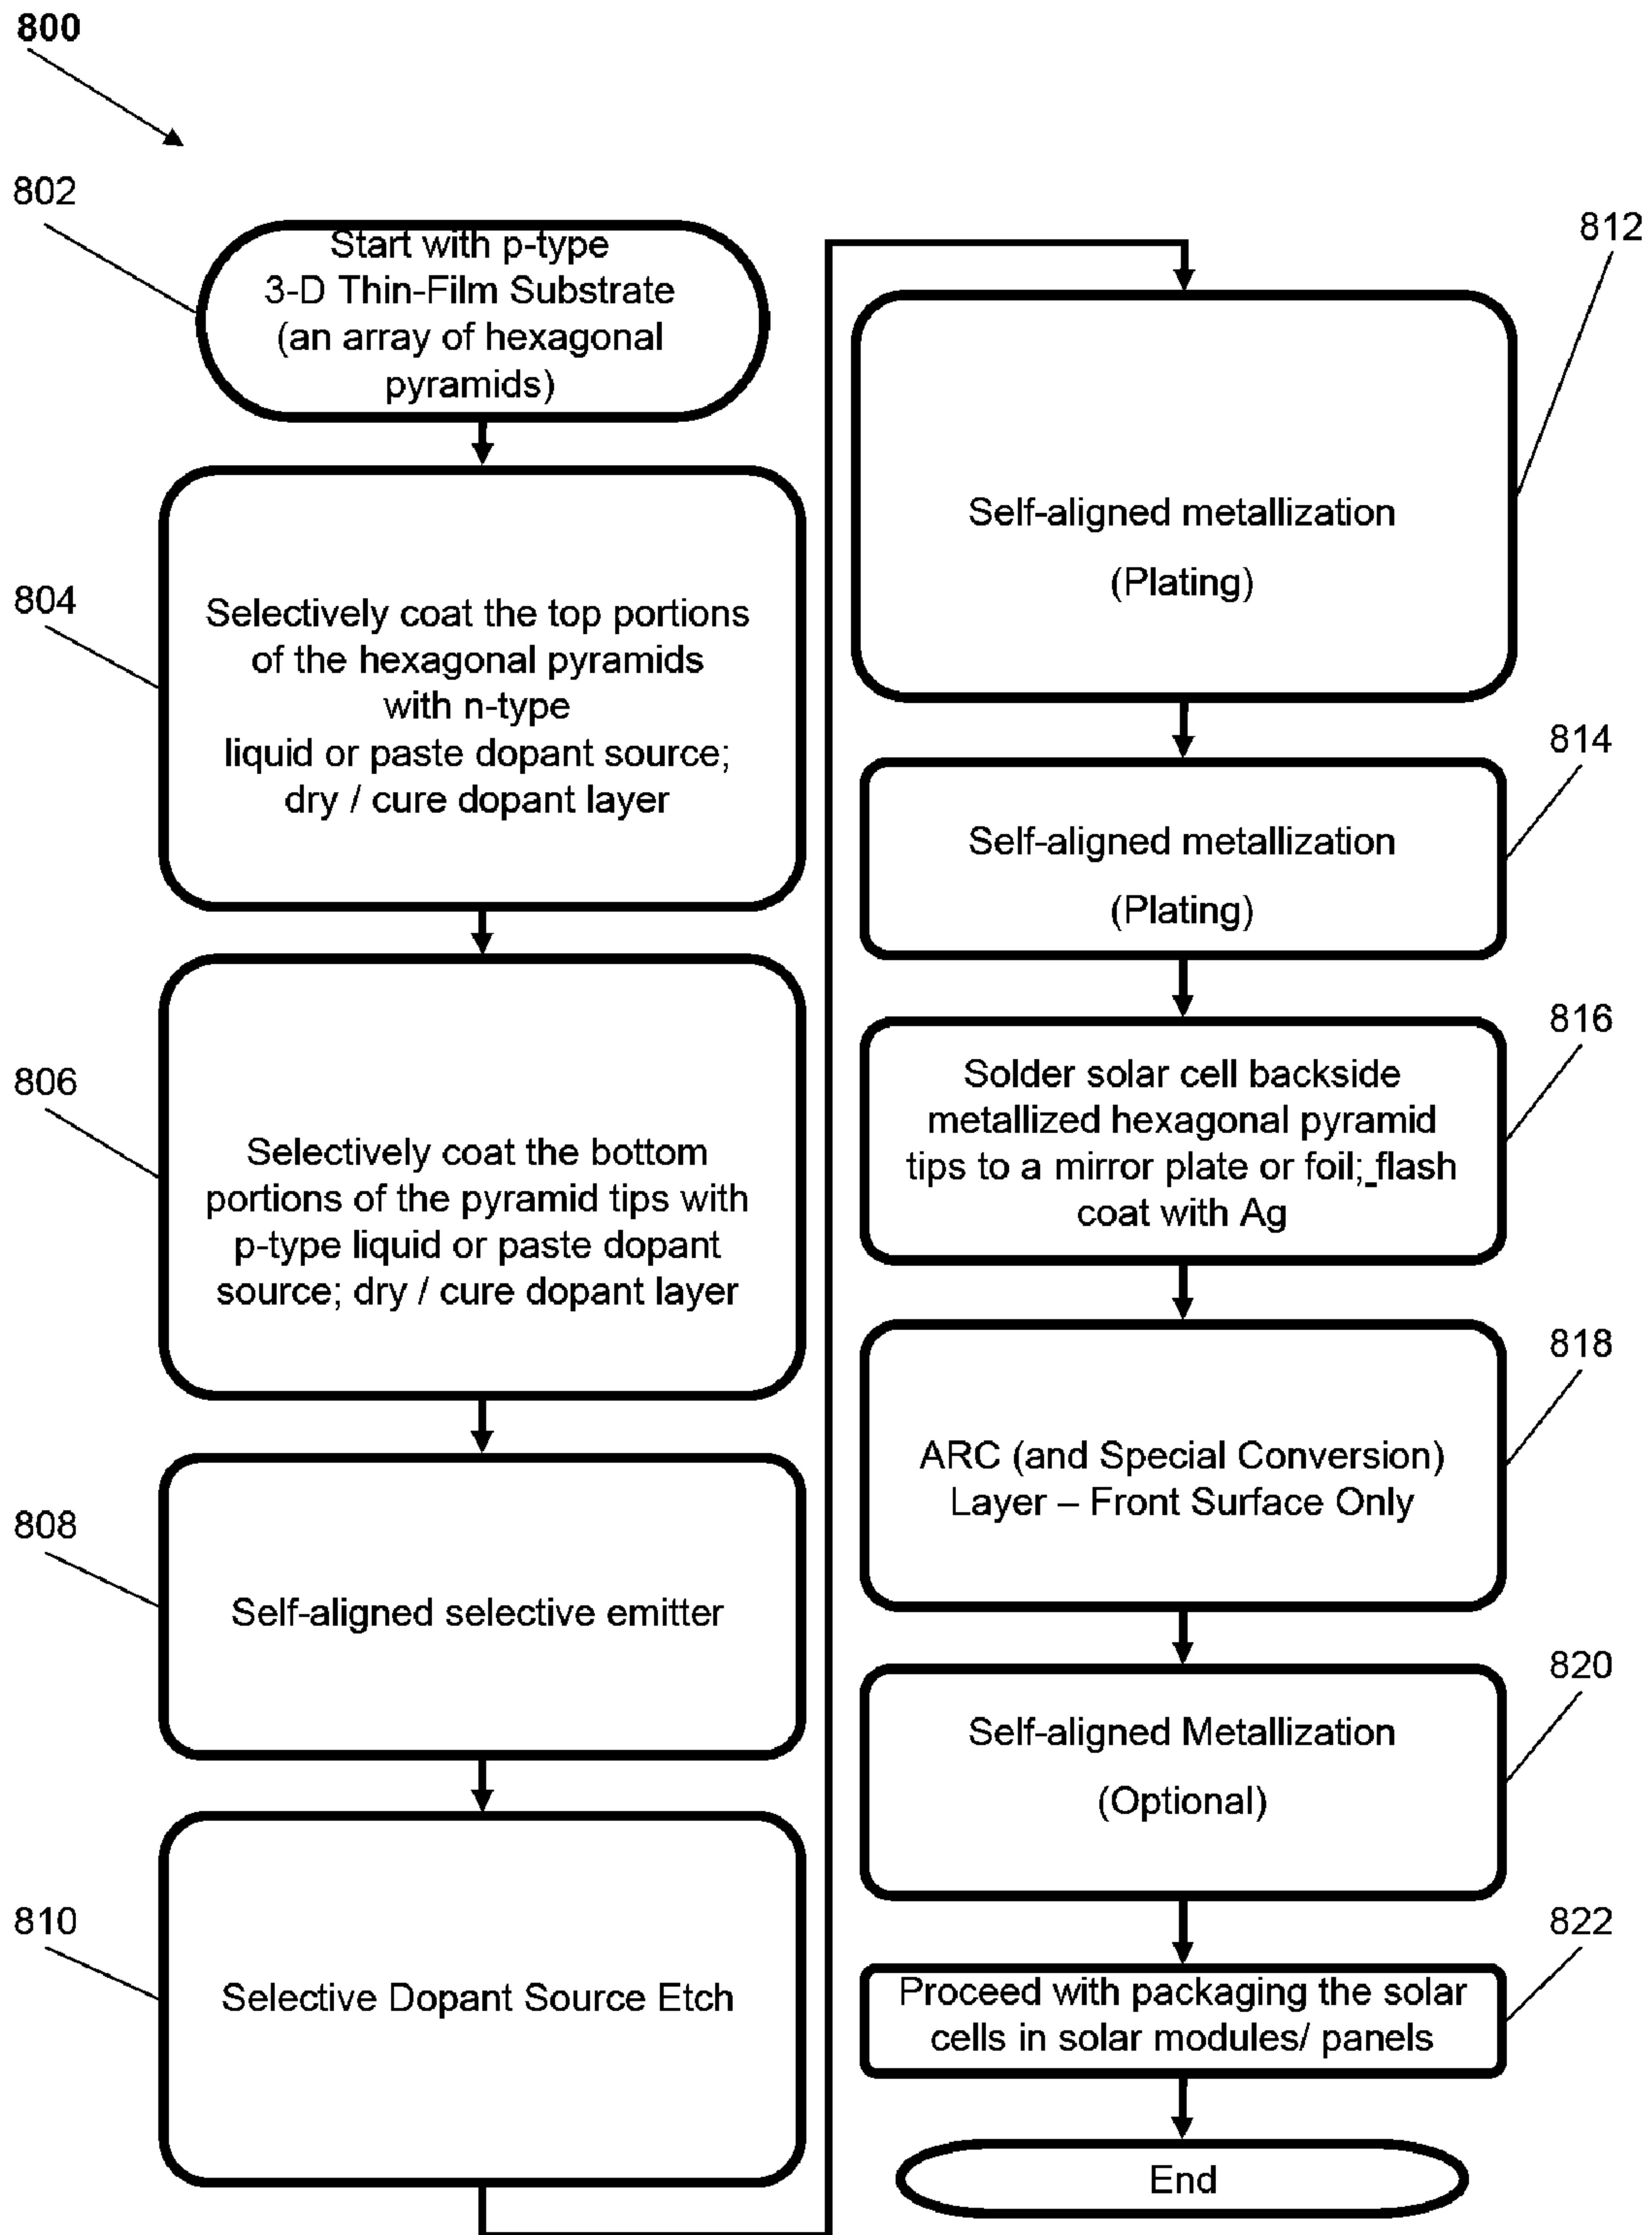 800
802
Start with p-type
3-D Thin-Film Substrate
(an array of hexagonal
pyramids)
804
Selectively coat the top portions
of the hexagonal pyramids
with n-type
liquid or paste dopant source;
dry / cure dopant layer
806
Selectively coat the bottom
portions of the pyramid tips with
p-type liquid or paste dopant
source; dry / cure dopant layer
808
Self-aligned selective emitter
810
Selective Dopant Source Etch
812
Self-aligned metallization
(Plating)
814
Self-aligned metallization
(Plating)
816
Solder solar cell backside
metallized hexagonal pyramid
tips to a mirror plate or foil; flash
coat with Ag
818
ARC (and Special Conversion)
Layer – Front Surface Only
820
Self-aligned Metallization
(Optional)
822
Proceed with packaging the solar
cells in solar modules/ panels
End